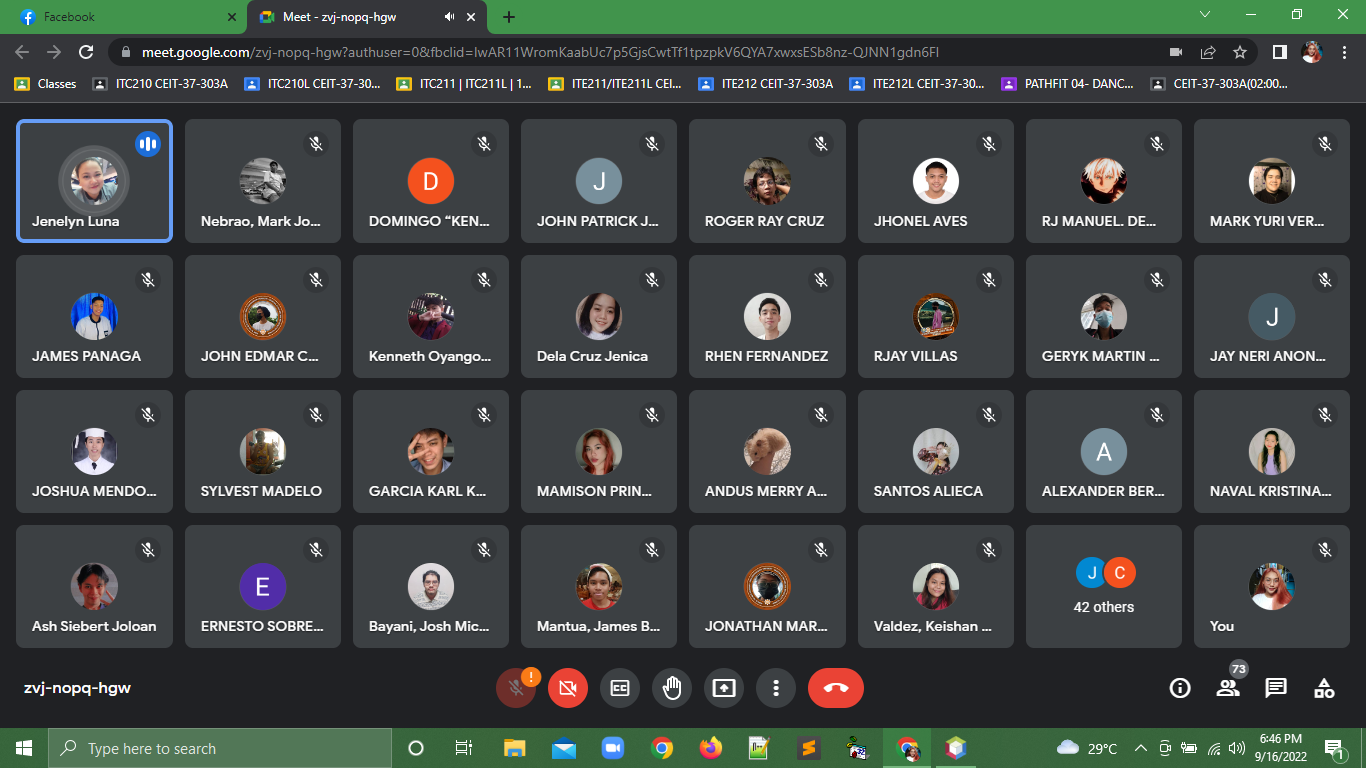 Facebook
Meet - zvj-nopq-hgw
meet.google.com/zvj-nopq-hgw?authuser=0&fbclid=IwAR11WromKaabUc7p5GjsCwtTf1tpzpkV6QYA7xwxsESb8nz-QJNN1gdn6FI
Classes
ITC210 CEIT-37-303A
ITC210L CEIT-37-30...
ITC211 | ITC211L | 1...
ITE211/ITE211L CEI...
ITE212 CEIT-37-303A
ITE212L CEIT-37-30...
PATHFIT 04- DANC...
CEIT-37-303A(02:00...
Jenelyn Luna
Nebrao, Mark Jo...
D
DOMINGO “KEN...
J
JOHN PATRICK J...
ROGER RAY CRUZ
JHONEL AVES
RJ MANUEL. DE...
MARK YURI VER...
JAMES PANAGA
JOHN EDMAR C...
Kenneth Oyango...
Dela Cruz Jenica
RHEN FERNANDEZ
RJAY VILLAS
GERYK MARTIN ...
J
JAY NERI ANON...
JOSHUA MENDO...
SYLVEST MADELO
GARCIA KARL K...
MAMISON PRIN...
ANDUS MERRY A...
SANTOS ALIECA
A
ALEXANDER BER...
NAVAL KRISTINA...
Ash Siebert Joloan
E
ERNESTO SOBRE...
Bayani, Josh Mic...
Mantua, James B...
JONATHAN MAR...
Valdez, Keishan ...
J C
42 others
You
zvj-nopq-hgw
!
CC
73
Type here to search
29°C
6:46 PM
9/16/2022
1